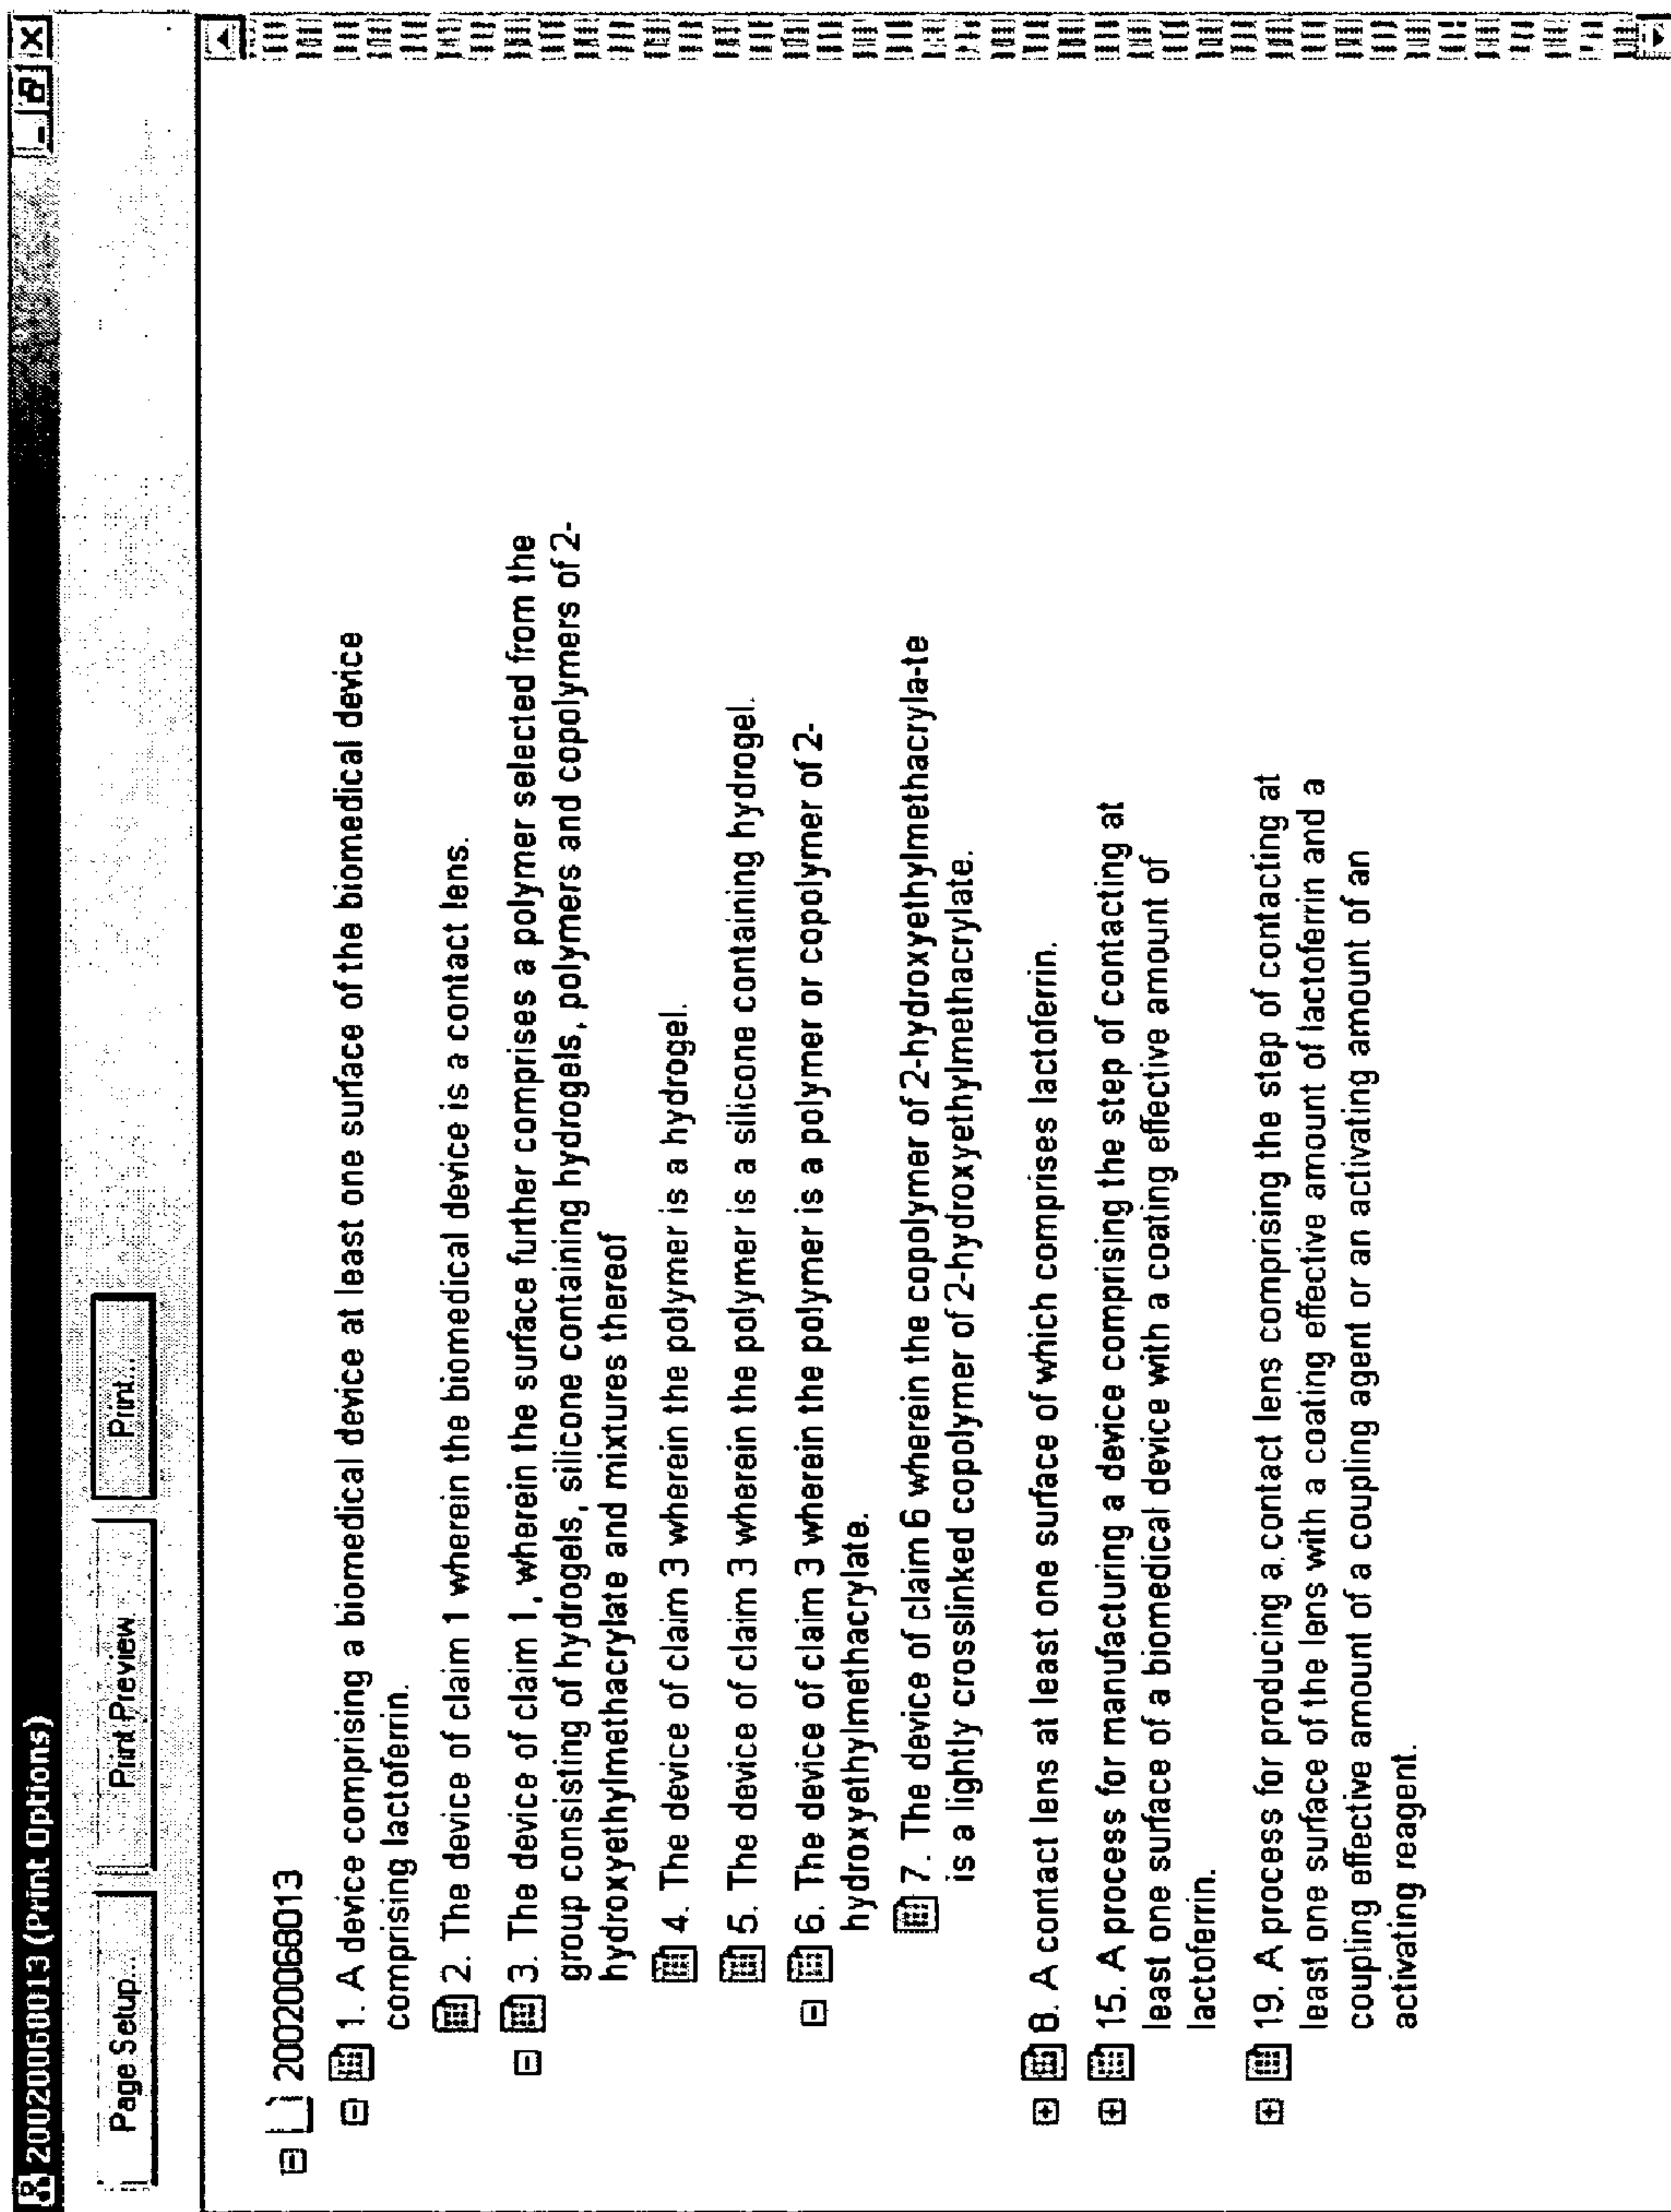 20020068013 (Print Options)
Page Setup...
Print Preview
Print...
20020068013
1. A device comprising a biomedical device at least one surface of the biomedical device
comprising lactoferrin.
2. The device of claim 1 wherein the biomedical device is a contact lens.
3. The device of claim 1, wherein the surface further comprises a polymer selected from the
group consisting of hydrogels, silicone containing hydrogels, polymers and copolymers of 2-
hydroxyethylmethacrylate and mixtures thereof
4. The device of claim 3 wherein the polymer is a hydrogel.
5. The device of claim 3 wherein the polymer is a silicone containing hydrogel.
6. The device of claim 3 wherein the polymer is a polymer or copolymer of 2-
hydroxyethylmethacrylate.
7. The device of claim 6 wherein the copolymer of 2-hydroxyethylmethacryla-te
is a lightly crosslinked copolymer of 2-hydroxyethylmethacrylate.
8. A contact lens at least one surface of which comprises lactoferrin.
15. A process for manufacturing a device comprising the step of contacting at
least one surface of a biomedical device with a coating effective amount of
lactoferrin.
19. A process for producing a contact lens comprising the step of contacting at
least one surface of the lens with a coating effective amount of lactoferrin and a
coupling effective amount of a coupling agent or an activating amount of an
activating reagent.